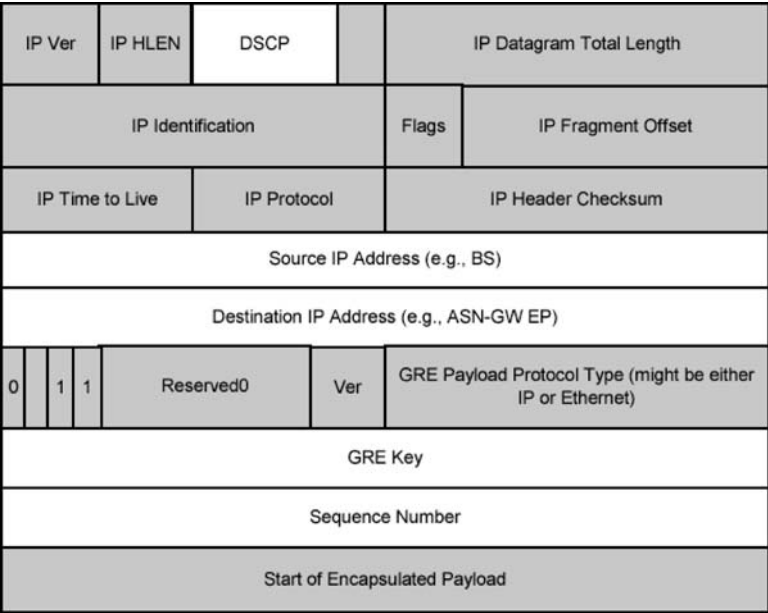 IP Ver IP HLEN DSCP IP Datagram Total Length
IP Identification Flags IP Fragment Offset
IP Time to Live IP Protocol IP Header Checksum
Source IP Address (e.g., BS)
Destination IP Address (e.g., ASN-GW EP)
0 1 1 Reserved0 Ver GRE Payload Protocol Type (might be either
IP or Ethernet)
GRE Key
Sequence Number
Start of Encapsulated Payload